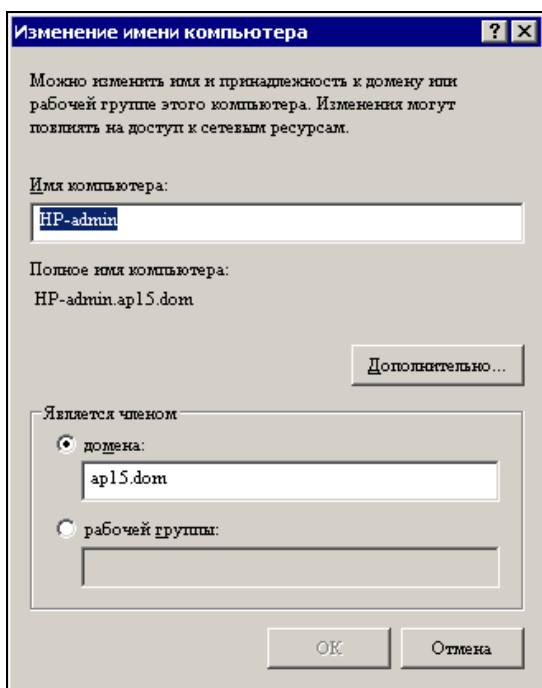 Изменение имени компьютера
Можно изменить имя и принадлежность к домену или
рабочей группе этого компьютера. Изменения могут
повлиять на доступ к сетевым ресурсам.
Имя компьютера:
HP-admin
Полное имя компьютера:
HP-admin.ap15.dom
Дополнительно...
Является членом
домена:
ap15.dom
рабочей группы:
OK
Отмена